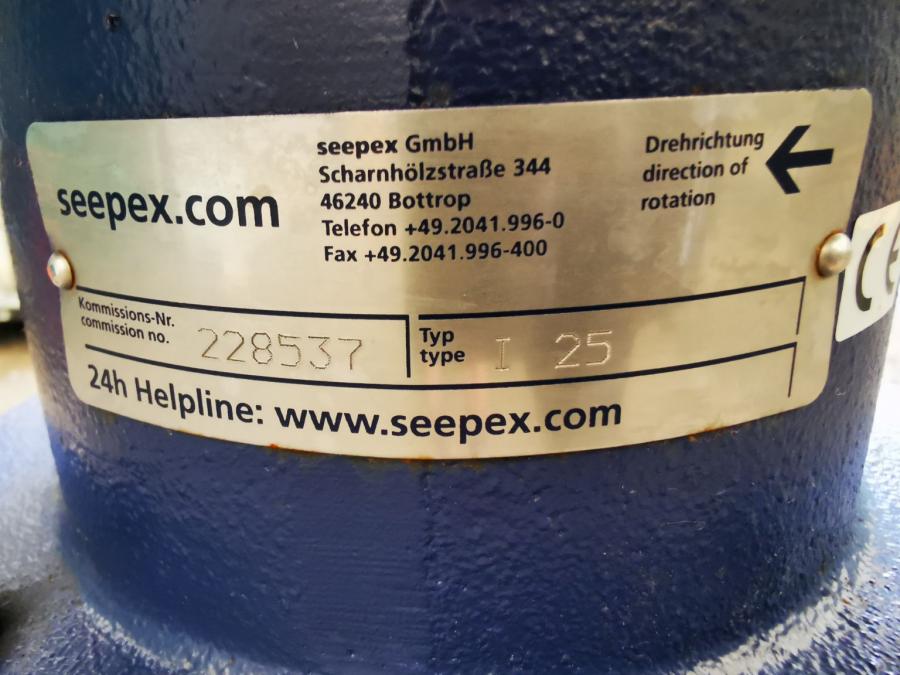 seepex.com
seepex GmbH
Scharnhölzstraße 344
46240 Bottrop
Telefon +49.2041.996-0
Fax +49.2041.996-400
Drehrichtung
direction of
rotation
Kommissions-Nr.
commission no. 228537
Typ
type I 25
24h Helpline: www.seepex.com
CE